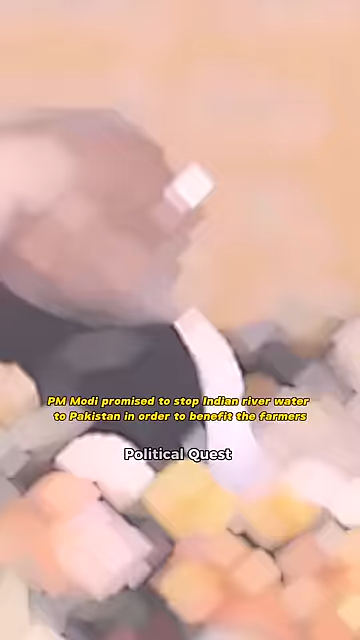 PM Modi promised to stop Indian river water
to Pakistan in order to benefit the farmers
Political Quest